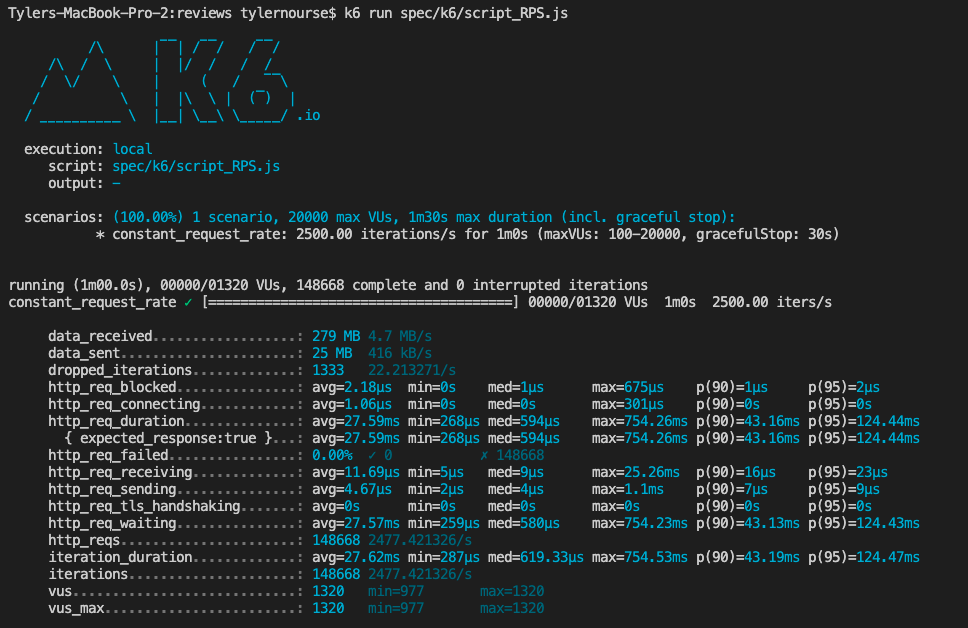 Tylers-MacBook-Pro-2:reviews tylernourse$ k6 run spec/k6/script_RPS.js
.io
execution: local
script: spec/k6/script_RPS.js
output: -
scenarios: (100.00%) 1 scenario, 20000 max VUs, 1m30s max duration (incl. graceful stop):
* constant_request_rate: 2500.00 iterations/s for 1m0s (maxVUs: 100-20000, gracefulStop: 30s)
running (1m00.0s), 00000/01320 VUs, 148668 complete and 0 interrupted iterations
constant_request_rate ✓ [======================================] 00000/01320 VUs  1m0s  2500.00 iters/s
data_received..................: 279 MB 4.7 MB/s
data_sent......................: 25 MB  416 kB/s
dropped_iterations.............: 1333   22.213271/s
http_req_blocked...............: avg=2.18µs  min=0s    med=1µs      max=675µs    p(90)=1µs     p(95)=2µs
http_req_connecting............: avg=1.06µs  min=0s    med=0s       max=301µs    p(90)=0s      p(95)=0s
http_req_duration..............: avg=27.59ms min=268µs med=594µs    max=754.26ms p(90)=43.16ms p(95)=124.44ms
{ expected_response:true }...: avg=27.59ms min=268µs med=594µs    max=754.26ms p(90)=43.16ms p(95)=124.44ms
http_req_failed................: 0.00%  ✓ 0           ✗ 148668
http_req_receiving.............: avg=11.69µs min=5µs   med=9µs      max=25.26ms  p(90)=16µs    p(95)=23µs
http_req_sending...............: avg=4.67µs  min=2µs   med=4µs      max=1.1ms    p(90)=7µs     p(95)=9µs
http_req_tls_handshaking.......: avg=0s      min=0s    med=0s       max=0s       p(90)=0s      p(95)=0s
http_req_waiting...............: avg=27.57ms min=259µs med=580µs    max=754.23ms p(90)=43.13ms p(95)=124.43ms
http_reqs......................: 148668 2477.421326/s
iteration_duration.............: avg=27.62ms min=287µs med=619.33µs max=754.53ms p(90)=43.19ms p(95)=124.47ms
iterations.....................: 148668 2477.421326/s
vus............................: 1320   min=977       max=1320
vus_max........................: 1320   min=977       max=1320